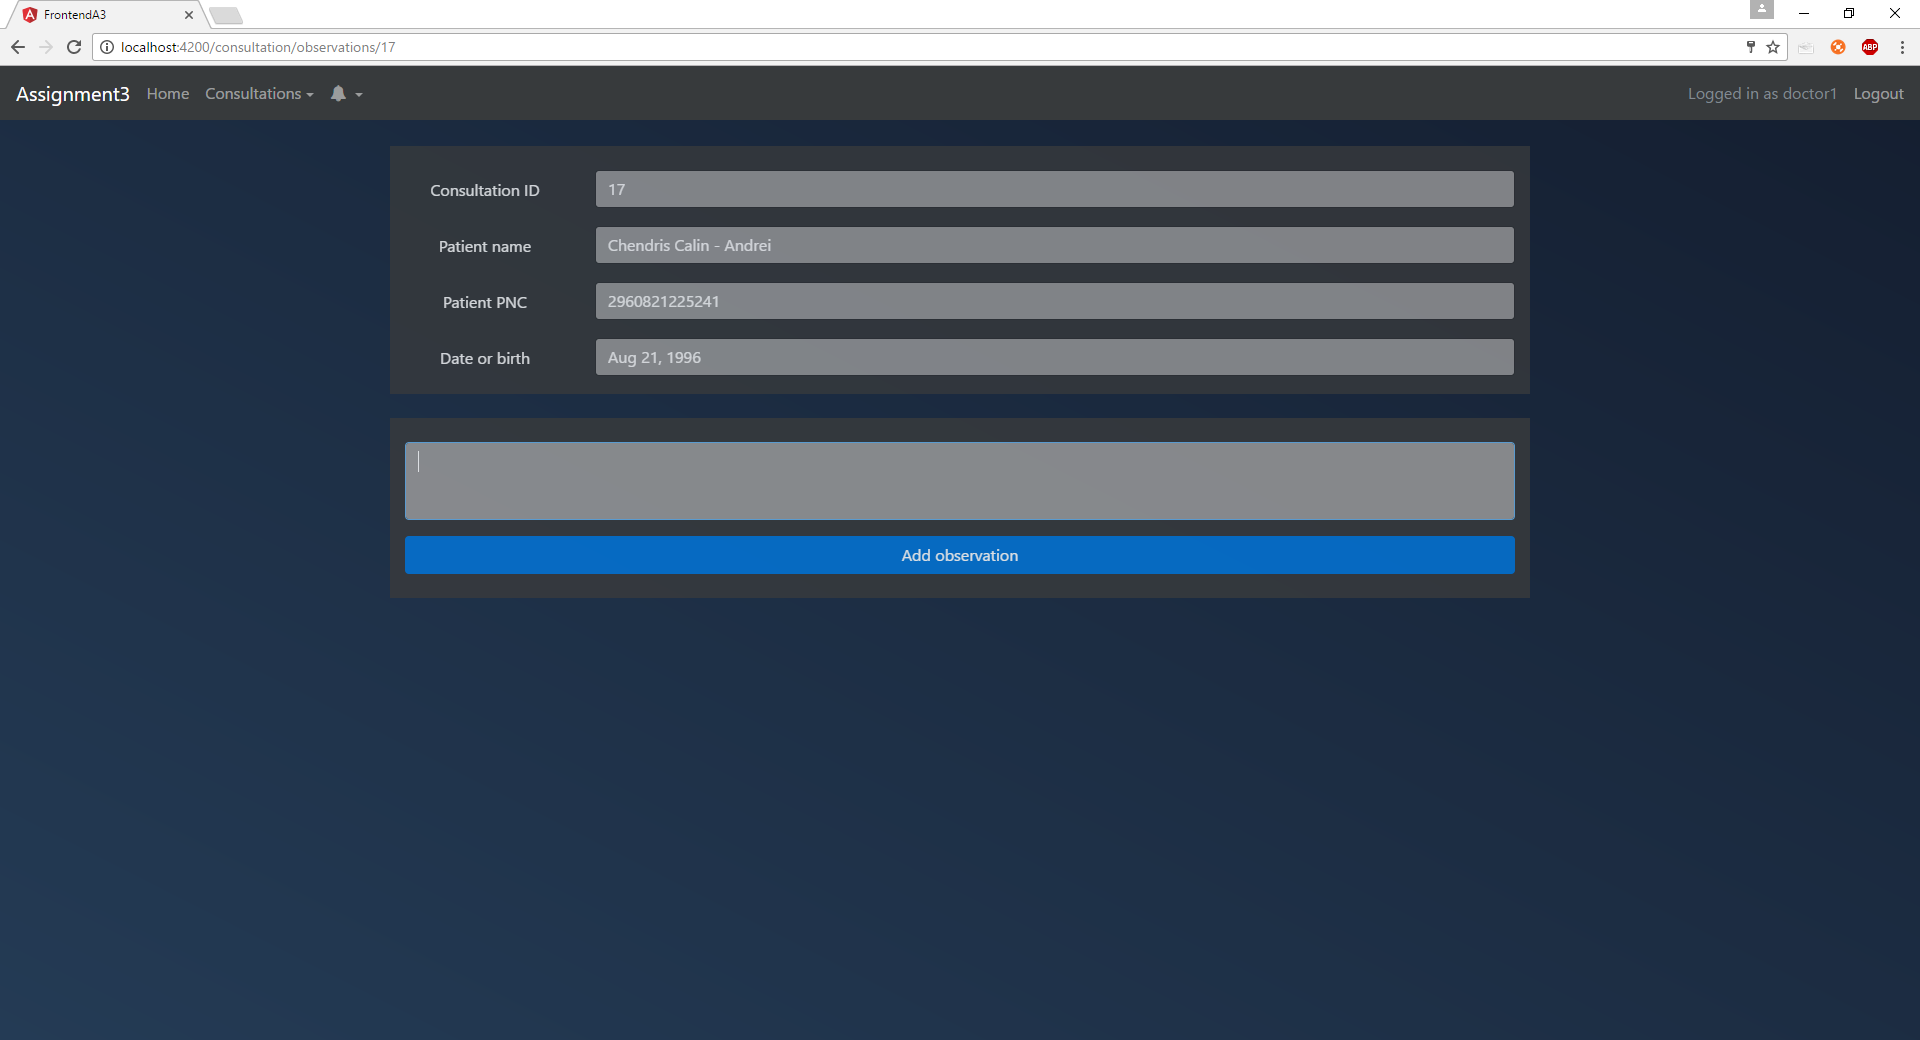 FrontendA3
localhost:4200/consultation/observations/17
ABP
Assignment3 Home Consultations Logged in as doctor1 Logout
Consultation ID 17
Patient name Chendris Calin - Andrei
Patient PNC 2960821225241
Date or birth Aug 21, 1996
Add observation